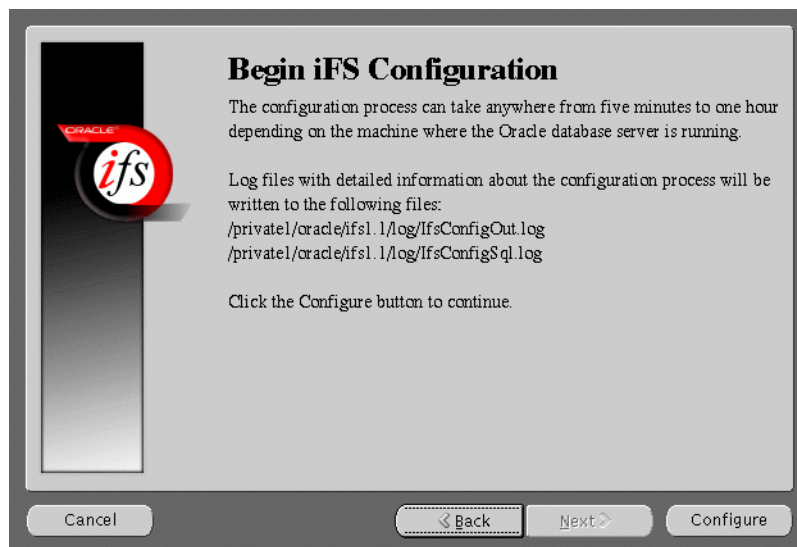 Begin iFS Configuration
The configuration process can take anywhere from five minutes to one hour
depending on the machine where the Oracle database server is running.
Log files with detailed information about the configuration process will be
written to the following files:
/private1/oracle/ifs1.1/log/IfsConfigOut.log
/private1/oracle/ifs1.1/log/IfsConfigSql.log
Click the Configure button to continue.
ORACLE
ifs
Cancel
Back
Next
Configure